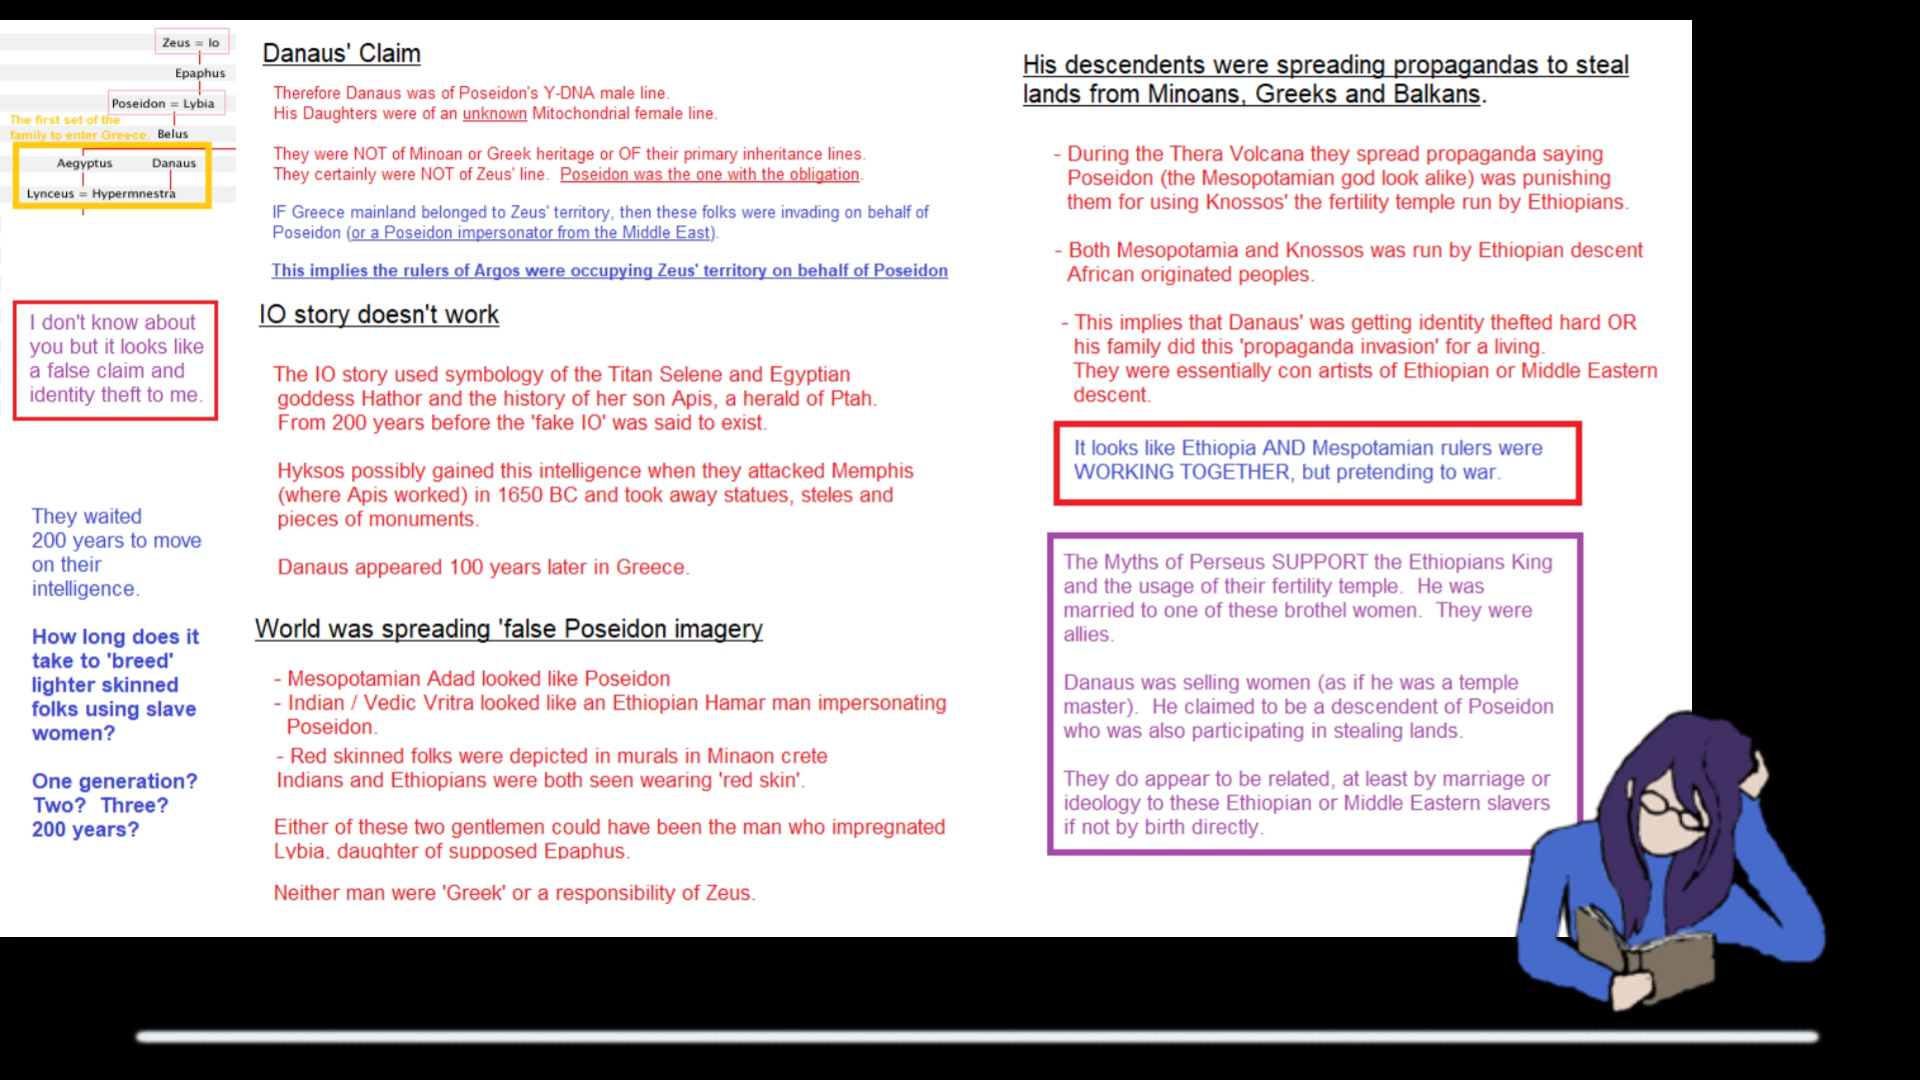 Zeus = Io
Epaphus
Poseidon = Lybia
The first set of the
family to enter Greece.
Belus
Aegyptus
Danaus
Lynceus = Hypermnestra
I don't know about
you but it looks like
a false claim and
identity theft to me.
They waited
200 years to move
on their
intelligence.
How long does it
take to 'breed'
lighter skinned
folks using slave
women?
One generation?
Two? Three?
200 years?
Danaus' Claim
Therefore Danaus was of Poseidon's Y-DNA male line.
His Daughters were of an unknown Mitochondrial female line.
They were NOT of Minoan or Greek heritage or OF their primary inheritance lines.
They certainly were NOT of Zeus' line. Poseidon was the one with the obligation.
IF Greece mainland belonged to Zeus' territory, then these folks were invading on behalf of
Poseidon (or a Poseidon impersonator from the Middle East).
This implies the rulers of Argos were occupying Zeus' territory on behalf of Poseidon
IO story doesn't work
The IO story used symbology of the Titan Selene and Egyptian
goddess Hathor and the history of her son Apis, a herald of Ptah.
From 200 years before the 'fake IO' was said to exist.
Hyksos possibly gained this intelligence when they attacked Memphis
(where Apis worked) in 1650 BC and took away statues, steles and
pieces of monuments.
Danaus appeared 100 years later in Greece.
World was spreading 'false Poseidon imagery
- Mesopotamian Adad looked like Poseidon
- Indian / Vedic Vritra looked like an Ethiopian Hamar man impersonating
Poseidon.
- Red skinned folks were depicted in murals in Minaon crete
Indians and Ethiopians were both seen wearing 'red skin'.
Either of these two gentlemen could have been the man who impregnated
Lybia, daughter of supposed Epaphus.
Neither man were 'Greek' or a responsibility of Zeus.
His descendents were spreading propagandas to steal
lands from Minoans, Greeks and Balkans.
- During the Thera Volcana they spread propaganda saying
Poseidon (the Mesopotamian god look alike) was punishing
them for using Knossos' the fertility temple run by Ethiopians.
- Both Mesopotamia and Knossos was run by Ethiopian descent
African originated peoples.
- This implies that Danaus' was getting identity thefted hard OR
his family did this 'propaganda invasion' for a living.
They were essentially con artists of Ethiopian or Middle Eastern
descent.
It looks like Ethiopia AND Mespotamian rulers were
WORKING TOGETHER, but pretending to war.
The Myths of Perseus SUPPORT the Ethiopians King
and the usage of their fertility temple. He was
married to one of these brothel women. They were
allies.
Danaus was selling women (as if he was a temple
master). He claimed to be a descendent of Poseidon
who was also participating in stealing lands.
They do appear to be related, at least by marriage or
ideology to these Ethiopian or Middle Eastern slavers
if not by birth directly.